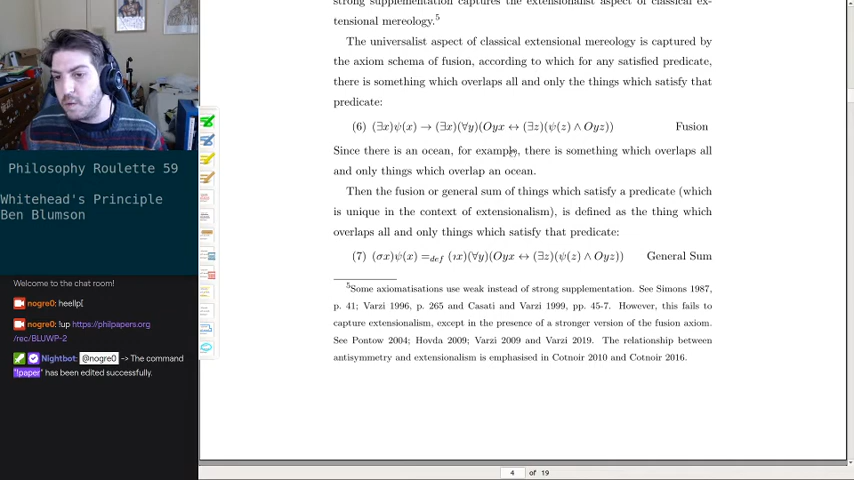 strong supplementation captures the extensionalist aspect of classical ex-
tensional mereology.⁵
The universalist aspect of classical extensional mereology is captured by
the axiom schema of fusion, according to which for any satisfied predicate,
there is something which overlaps all and only the things which satisfy that
predicate:
(6) (∃x)ψ(x) → (∃x)(∀y)(Oyx ↔ (∃z)(ψ(z) ∧ Oyz)) Fusion
Since there is an ocean, for example, there is something which overlaps all
and only things which overlap an ocean.
Then the fusion or general sum of things which satisfy a predicate (which
is unique in the context of extensionalism), is defined as the thing which
overlaps all and only things which satisfy that predicate:
(7) (σx)ψ(x) =def (ιx)(∀y)(Oyx ↔ (∃z)(ψ(z) ∧ Oyz)) General Sum
⁵Some axiomatisations use weak instead of strong supplementation. See Simons 1987,
p. 41; Varzi 1996, p. 265 and Casati and Varzi 1999, pp. 45-7. However, this fails to
capture extensionalism, except in the presence of a stronger version of the fusion axiom.
See Pontow 2004; Hovda 2009; Varzi 2009 and Varzi 2019. The relationship between
antisymmetry and extensionalism is emphasised in Cotnoir 2010 and Cotnoir 2016.
4 of 19
Philosophy Roulette 59
Whitehead's Principle
Ben Blumson
Welcome to the chat room!
nogre0: heellp[
nogre0: !up https://philpapers.org
/rec/BLUWP-2
Nightbot: @nogre0 -> The command
"!paper" has been edited successfully.